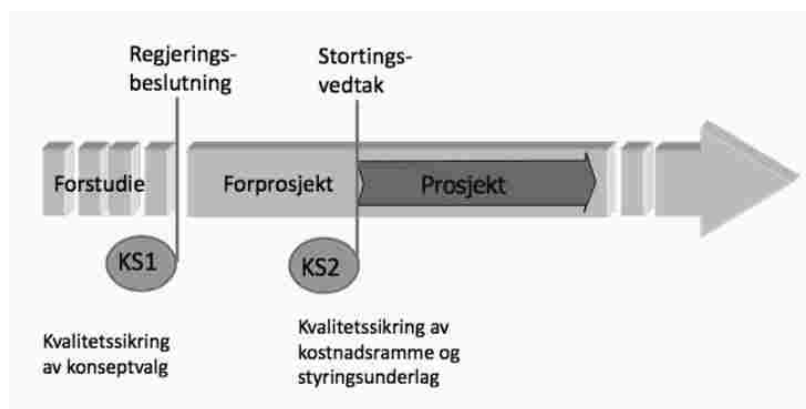 Regjerings-
beslutning
Stortings-
vedtak
Forstudie
Forprosjekt
Prosjekt
KS1
KS2
Kvalitetssikring
av konseptvalg
Kvalitetssikring av
kostnadsramme og
styringsunderlag